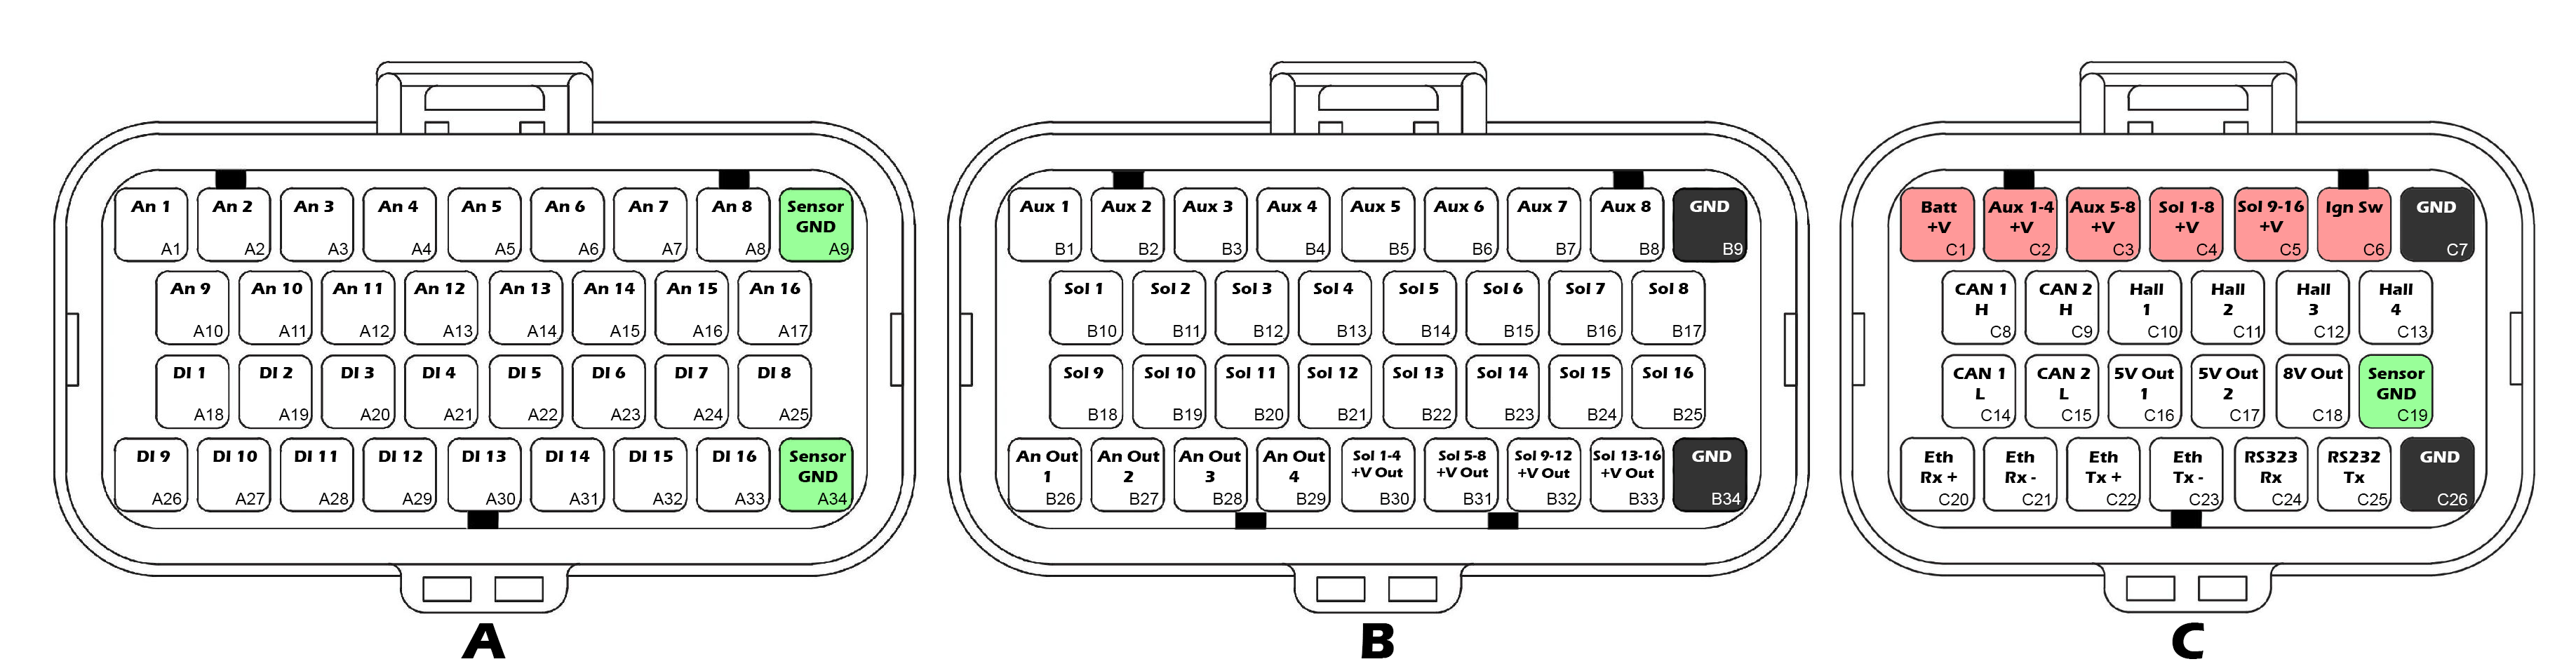 An 1
A1
An 2
A2
An 3
A3
An 4
A4
An 5
A5
An 6
A6
An 7
A7
An 8
A8
Sensor
GND
A9
An 9
A10
An 10
A11
An 11
A12
An 12
A13
An 13
A14
An 14
A15
An 15
A16
An 16
A17
DI 1
A18
DI 2
A19
DI 3
A20
DI 4
A21
DI 5
A22
DI 6
A23
DI 7
A24
DI 8
A25
DI 9
A26
DI 10
A27
DI 11
A28
DI 12
A29
DI 13
A30
DI 14
A31
DI 15
A32
DI 16
A33
Sensor
GND
A34
A
Aux 1
B1
Aux 2
B2
Aux 3
B3
Aux 4
B4
Aux 5
B5
Aux 6
B6
Aux 7
B7
Aux 8
B8
GND
B9
Sol 1
B10
Sol 2
B11
Sol 3
B12
Sol 4
B13
Sol 5
B14
Sol 6
B15
Sol 7
B16
Sol 8
B17
Sol 9
B18
Sol 10
B19
Sol 11
B20
Sol 12
B21
Sol 13
B22
Sol 14
B23
Sol 15
B24
Sol 16
B25
An Out
1
B26
An Out
2
B27
An Out
3
B28
An Out
4
B29
Sol 1-4
+V Out
B30
Sol 5-8
+V Out
B31
Sol 9-12
+V Out
B32
Sol 13-16
+V Out
B33
GND
B34
B
Batt
+V
C1
Aux 1-4
+V
C2
Aux 5-8
+V
C3
Sol 1-8
+V
C4
Sol 9-16
+V
C5
Ign Sw
C6
GND
C7
CAN 1
H
C8
CAN 2
H
C9
Hall
1
C10
Hall
2
C11
Hall
3
C12
Hall
4
C13
CAN 1
L
C14
CAN 2
L
C15
5V Out
1
C16
5V Out
2
C17
8V Out
C18
Sensor
GND
C19
Eth
Rx +
C20
Eth
Rx -
C21
Eth
Tx +
C22
Eth
Tx -
C23
RS323
Rx
C24
RS232
Tx
C25
GND
C26
C